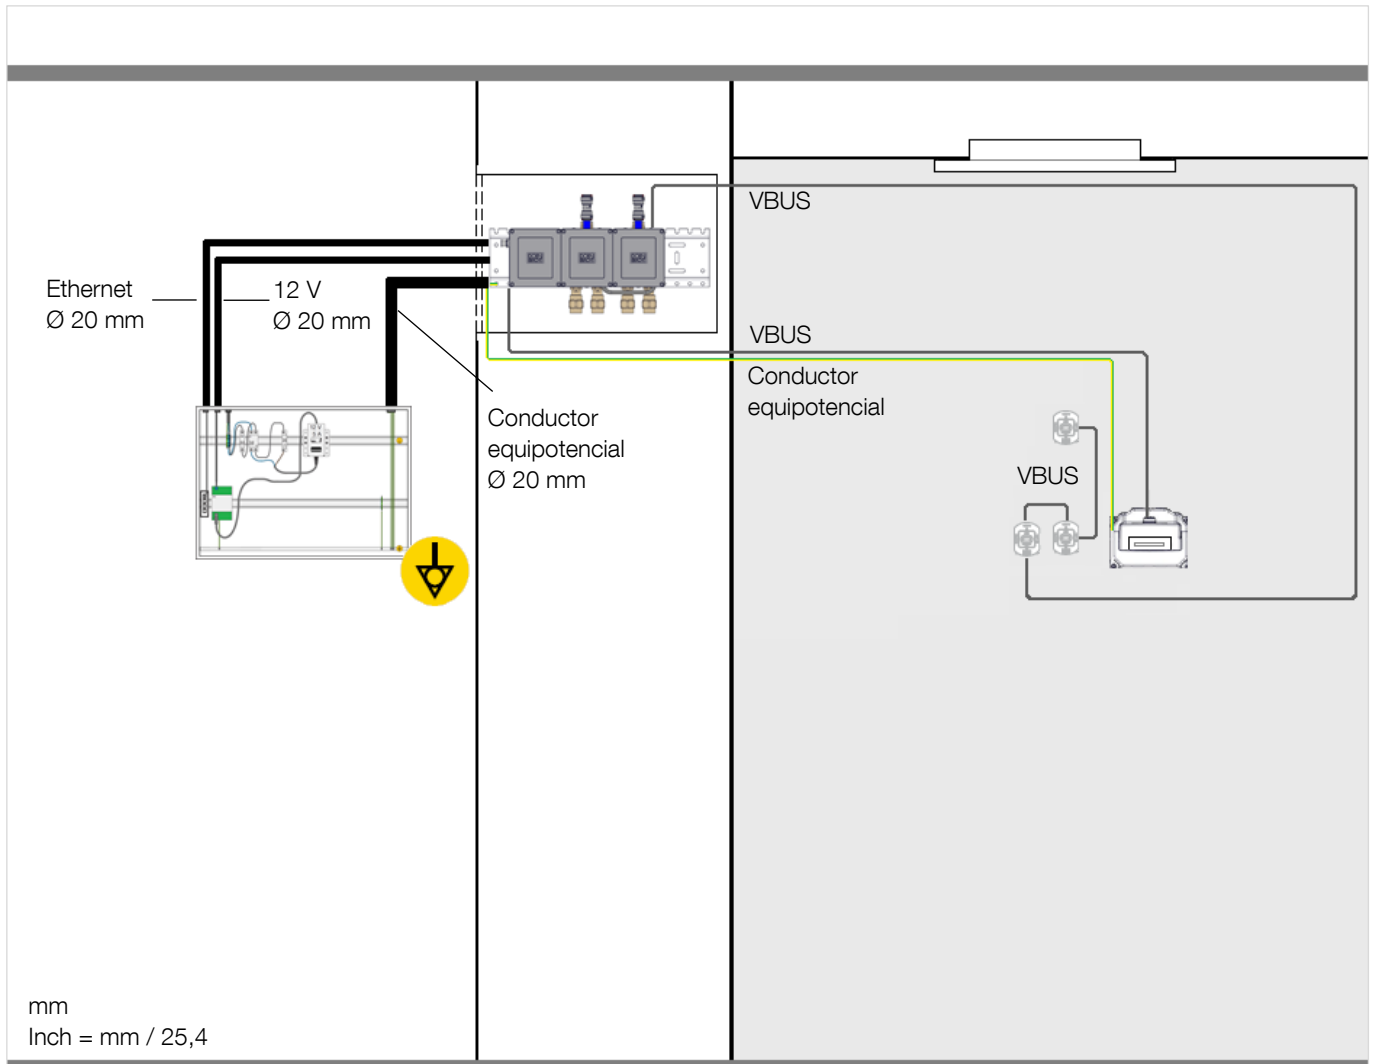 VBUS
Ethernet
Ø 20 mm
12 V
Ø 20 mm
VBUS
Conductor
equipotencial
Conductor
equipotencial
Ø 20 mm
VBUS
mm
Inch = mm / 25,4